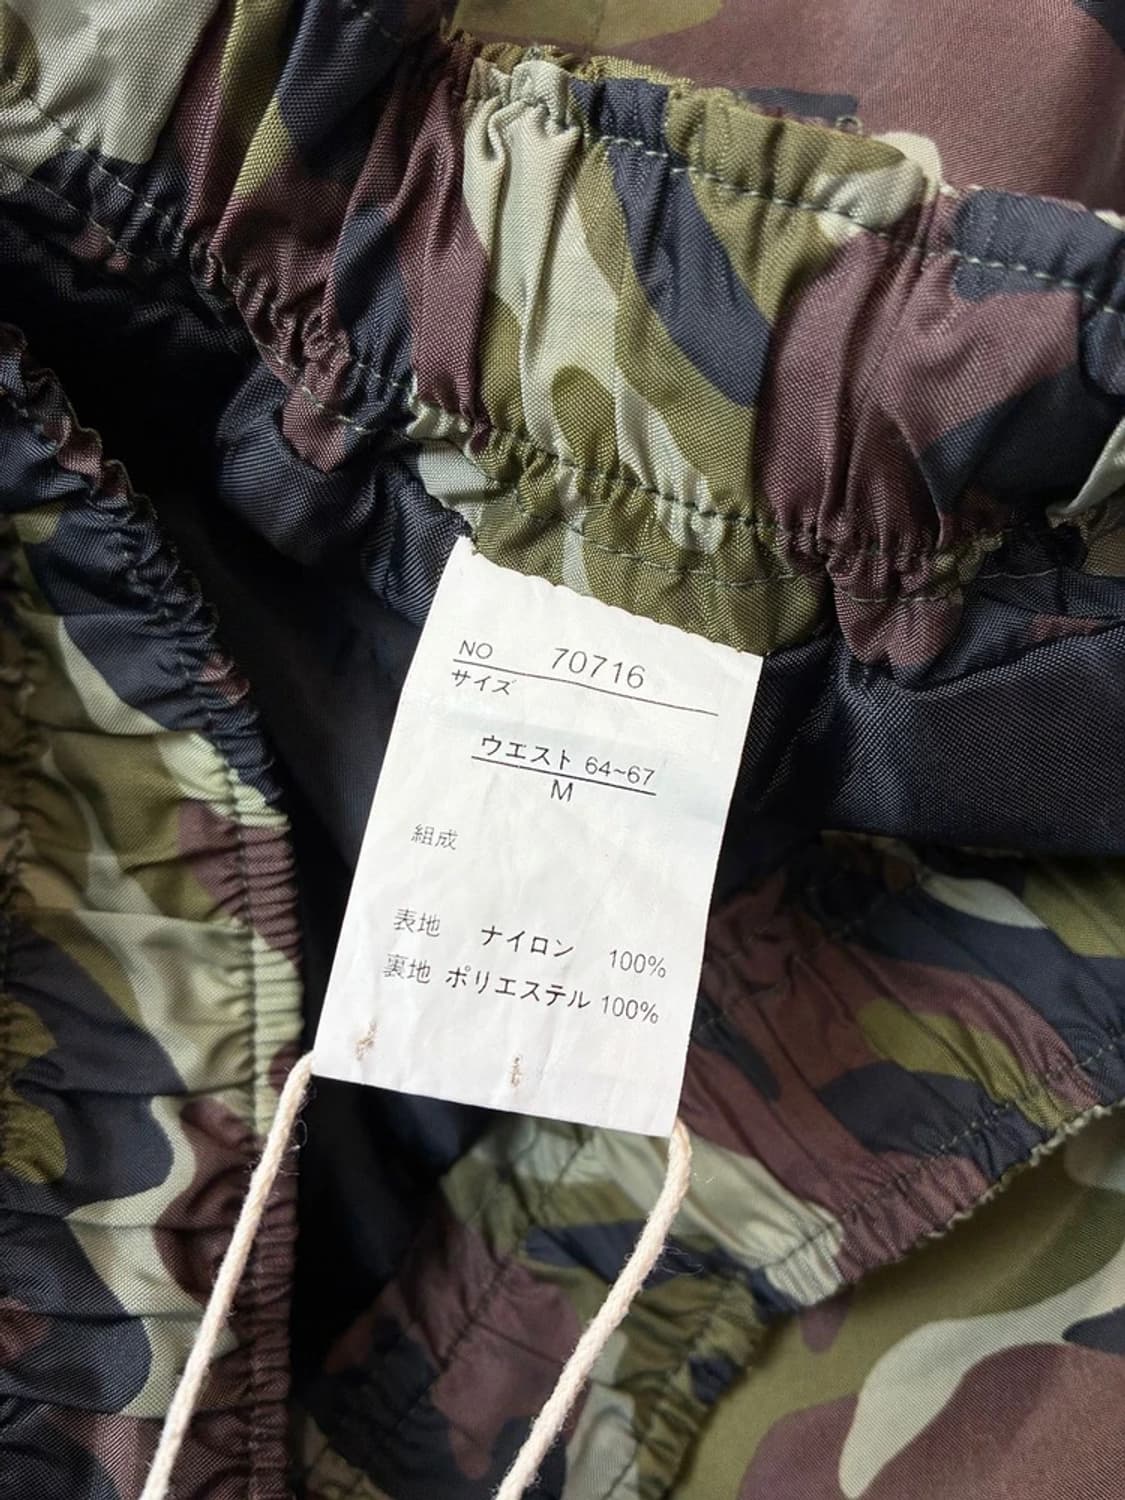 NO 70716
サイズ
ウエスト 64~67
M
組成
表地 ナイロン 100%
裏地 ポリエステル 100%